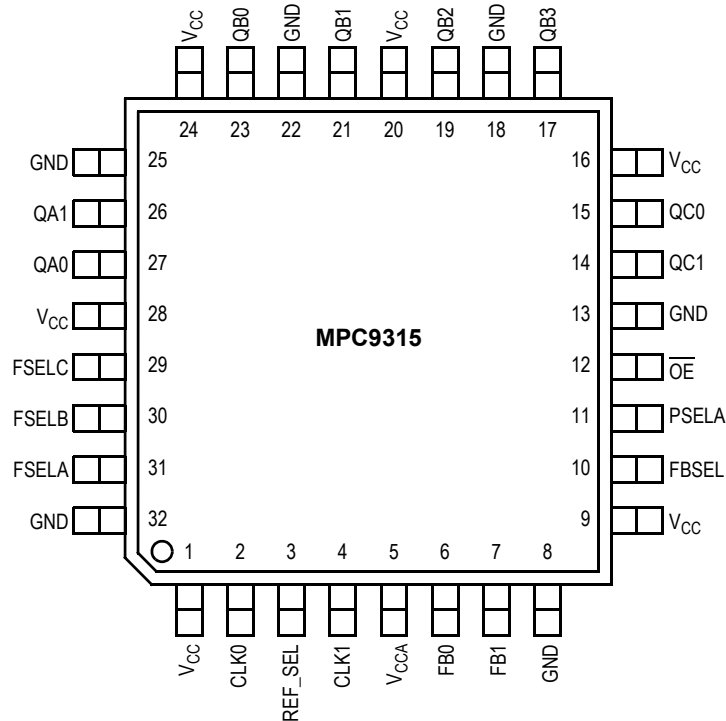 VCC QB0 GND QB1 VCC QB2 GND QB3
24 23 22 21 20 19 18 17
GND 25 16 VCC
QA1 26 15 QC0
QA0 27 14 QC1
VCC 28 13 GND
MPC9315
FSELC 29 12 OE
FSELB 30 11 PSELA
FSELA 31 10 FBSEL
GND 32 9 VCC
1 2 3 4 5 6 7 8
VCC CLK0 REF_SEL CLK1 VCCA FB0 FB1 GND